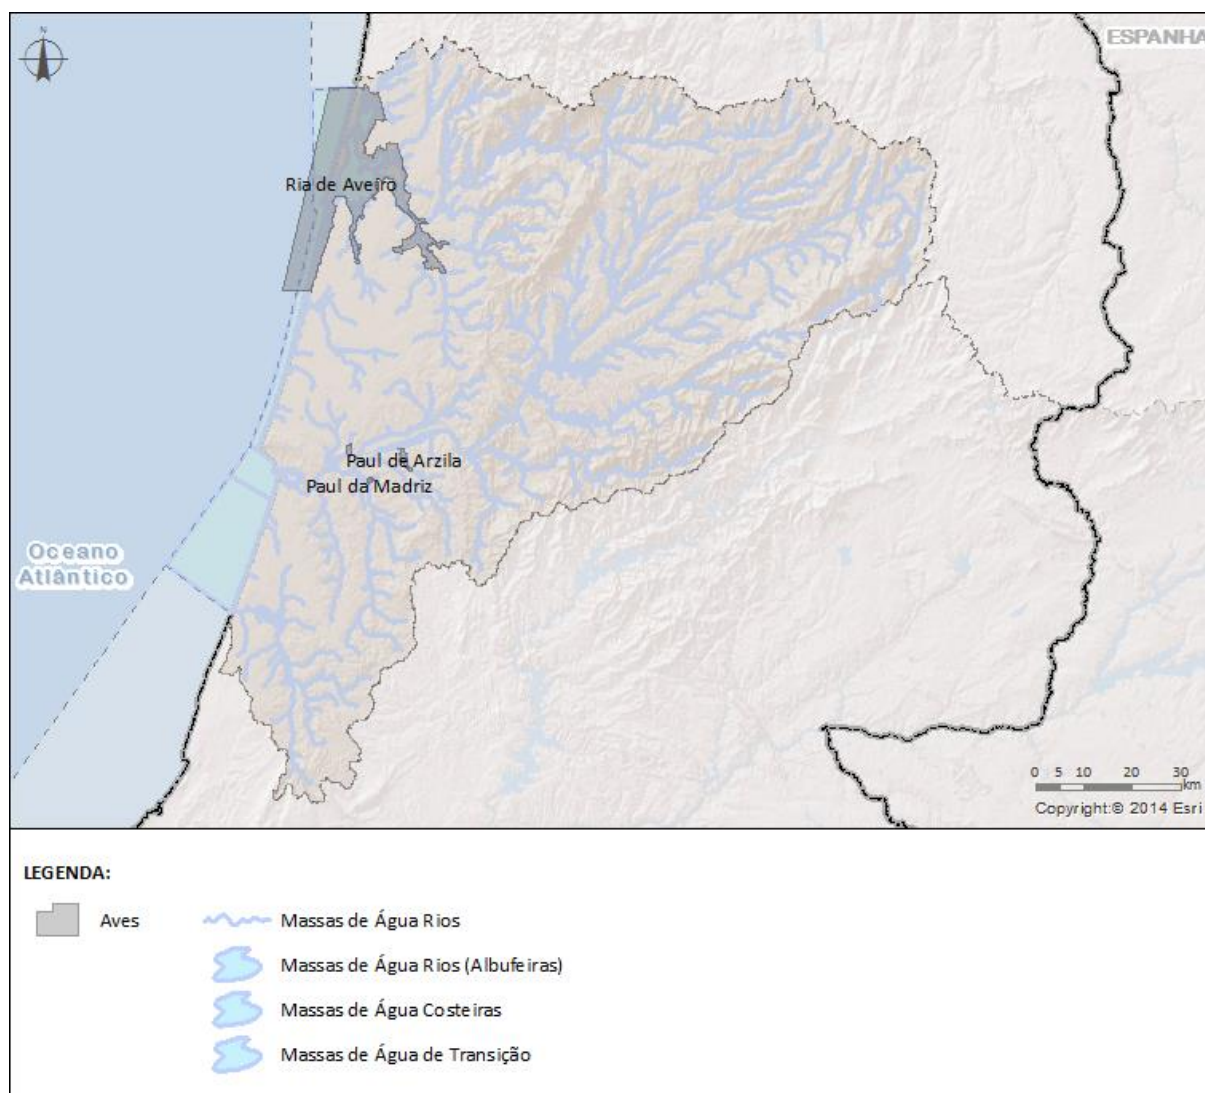 N
ESPANHA
Ria de Aveiro
Paul de Arzila
Paul da Madriz
Oceano
Atlântico
0 5 10 20 30
km
Copyright:© 2014 Esri
LEGENDA:
Aves
Massas de Água Rios
Massas de Água Rios (Albufeiras)
Massas de Água Costeiras
Massas de Água de Transição